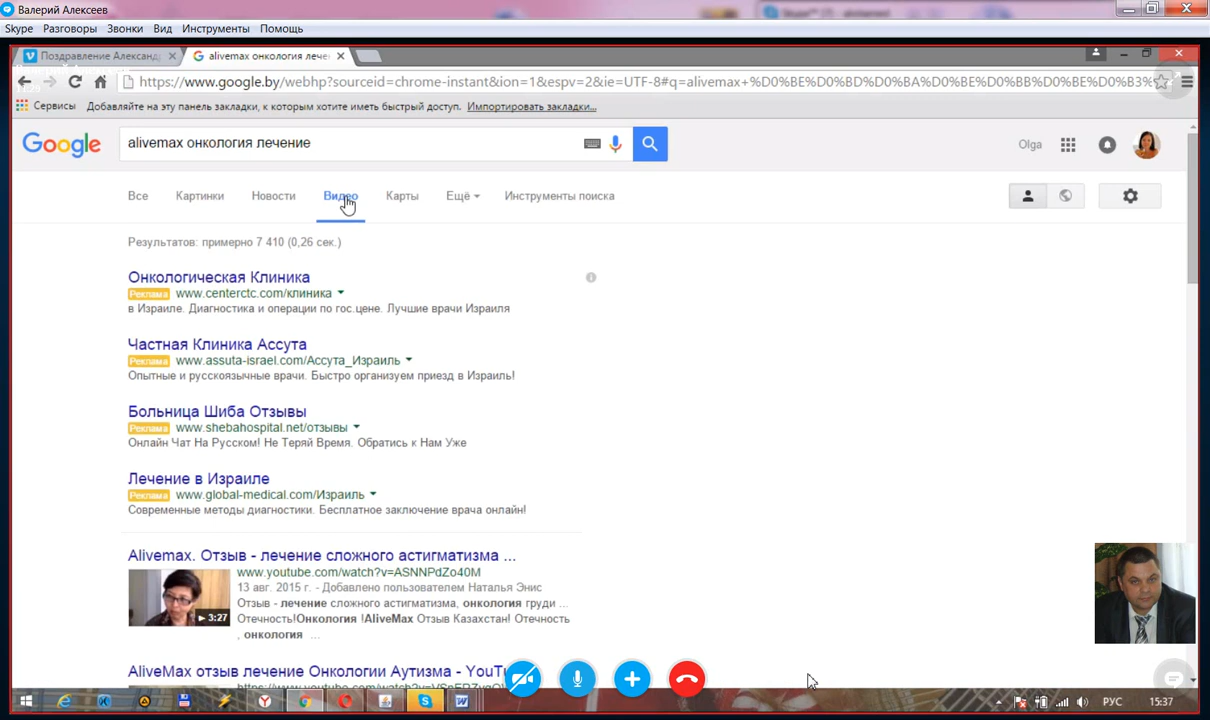 Валерий Алексеев
Skype Разговоры Звонки Вид Инструменты Помощь
Поздравление Александ
alivemax онкология лече
https://www.google.by/webhp?sourceid=chrome-instant&ion=1&espv=2&ie=UTF-8#q=alivemax+%D0%BE%D0%BD%D0%BA%D0%BE%D0%BB%D0%BE%D0%B3%
Сервисы Добавляйте на эту панель закладки, к которым хотите иметь быстрый доступ. Импортировать закладки...
Google alivemax онкология лечение Olga
Все Картинки Новости Видео Карты Ещё Инструменты поиска
Результатов: примерно 7 410 (0,26 сек.)
Онкологическая Клиника
Реклама www.centerctc.com/клиника
в Израиле. Диагностика и операции по гос.цене. Лучшие врачи Израиля
Частная Клиника Ассута
Реклама www.assuta-israel.com/Ассута_Израиль
Опытные и русскоязычные врачи. Быстро организуем приезд в Израиль!
Больница Шиба Отзывы
Реклама www.shebahospital.net/отзывы
Онлайн Чат На Русском! Не Теряй Время. Обратись к Нам Уже
Лечение в Израиле
Реклама www.global-medical.com/Израиль
Современные методы диагностики. Бесплатное заключение врача онлайн!
Alivemax. Отзыв - лечение сложного астигматизма ...
www.youtube.com/watch?v=ASNNPdZo40M
13 авг. 2015 г. - Добавлено пользователем Наталья Энис
Отзыв - лечение сложного астигматизма, онкология груди ...
3:27
Отечность!Онкология !AliveMax Отзыв Казахстан! Отечность
, онкология ...
AliveMax отзыв лечение Онкологии Аутизма - YouT
РУС 15:37